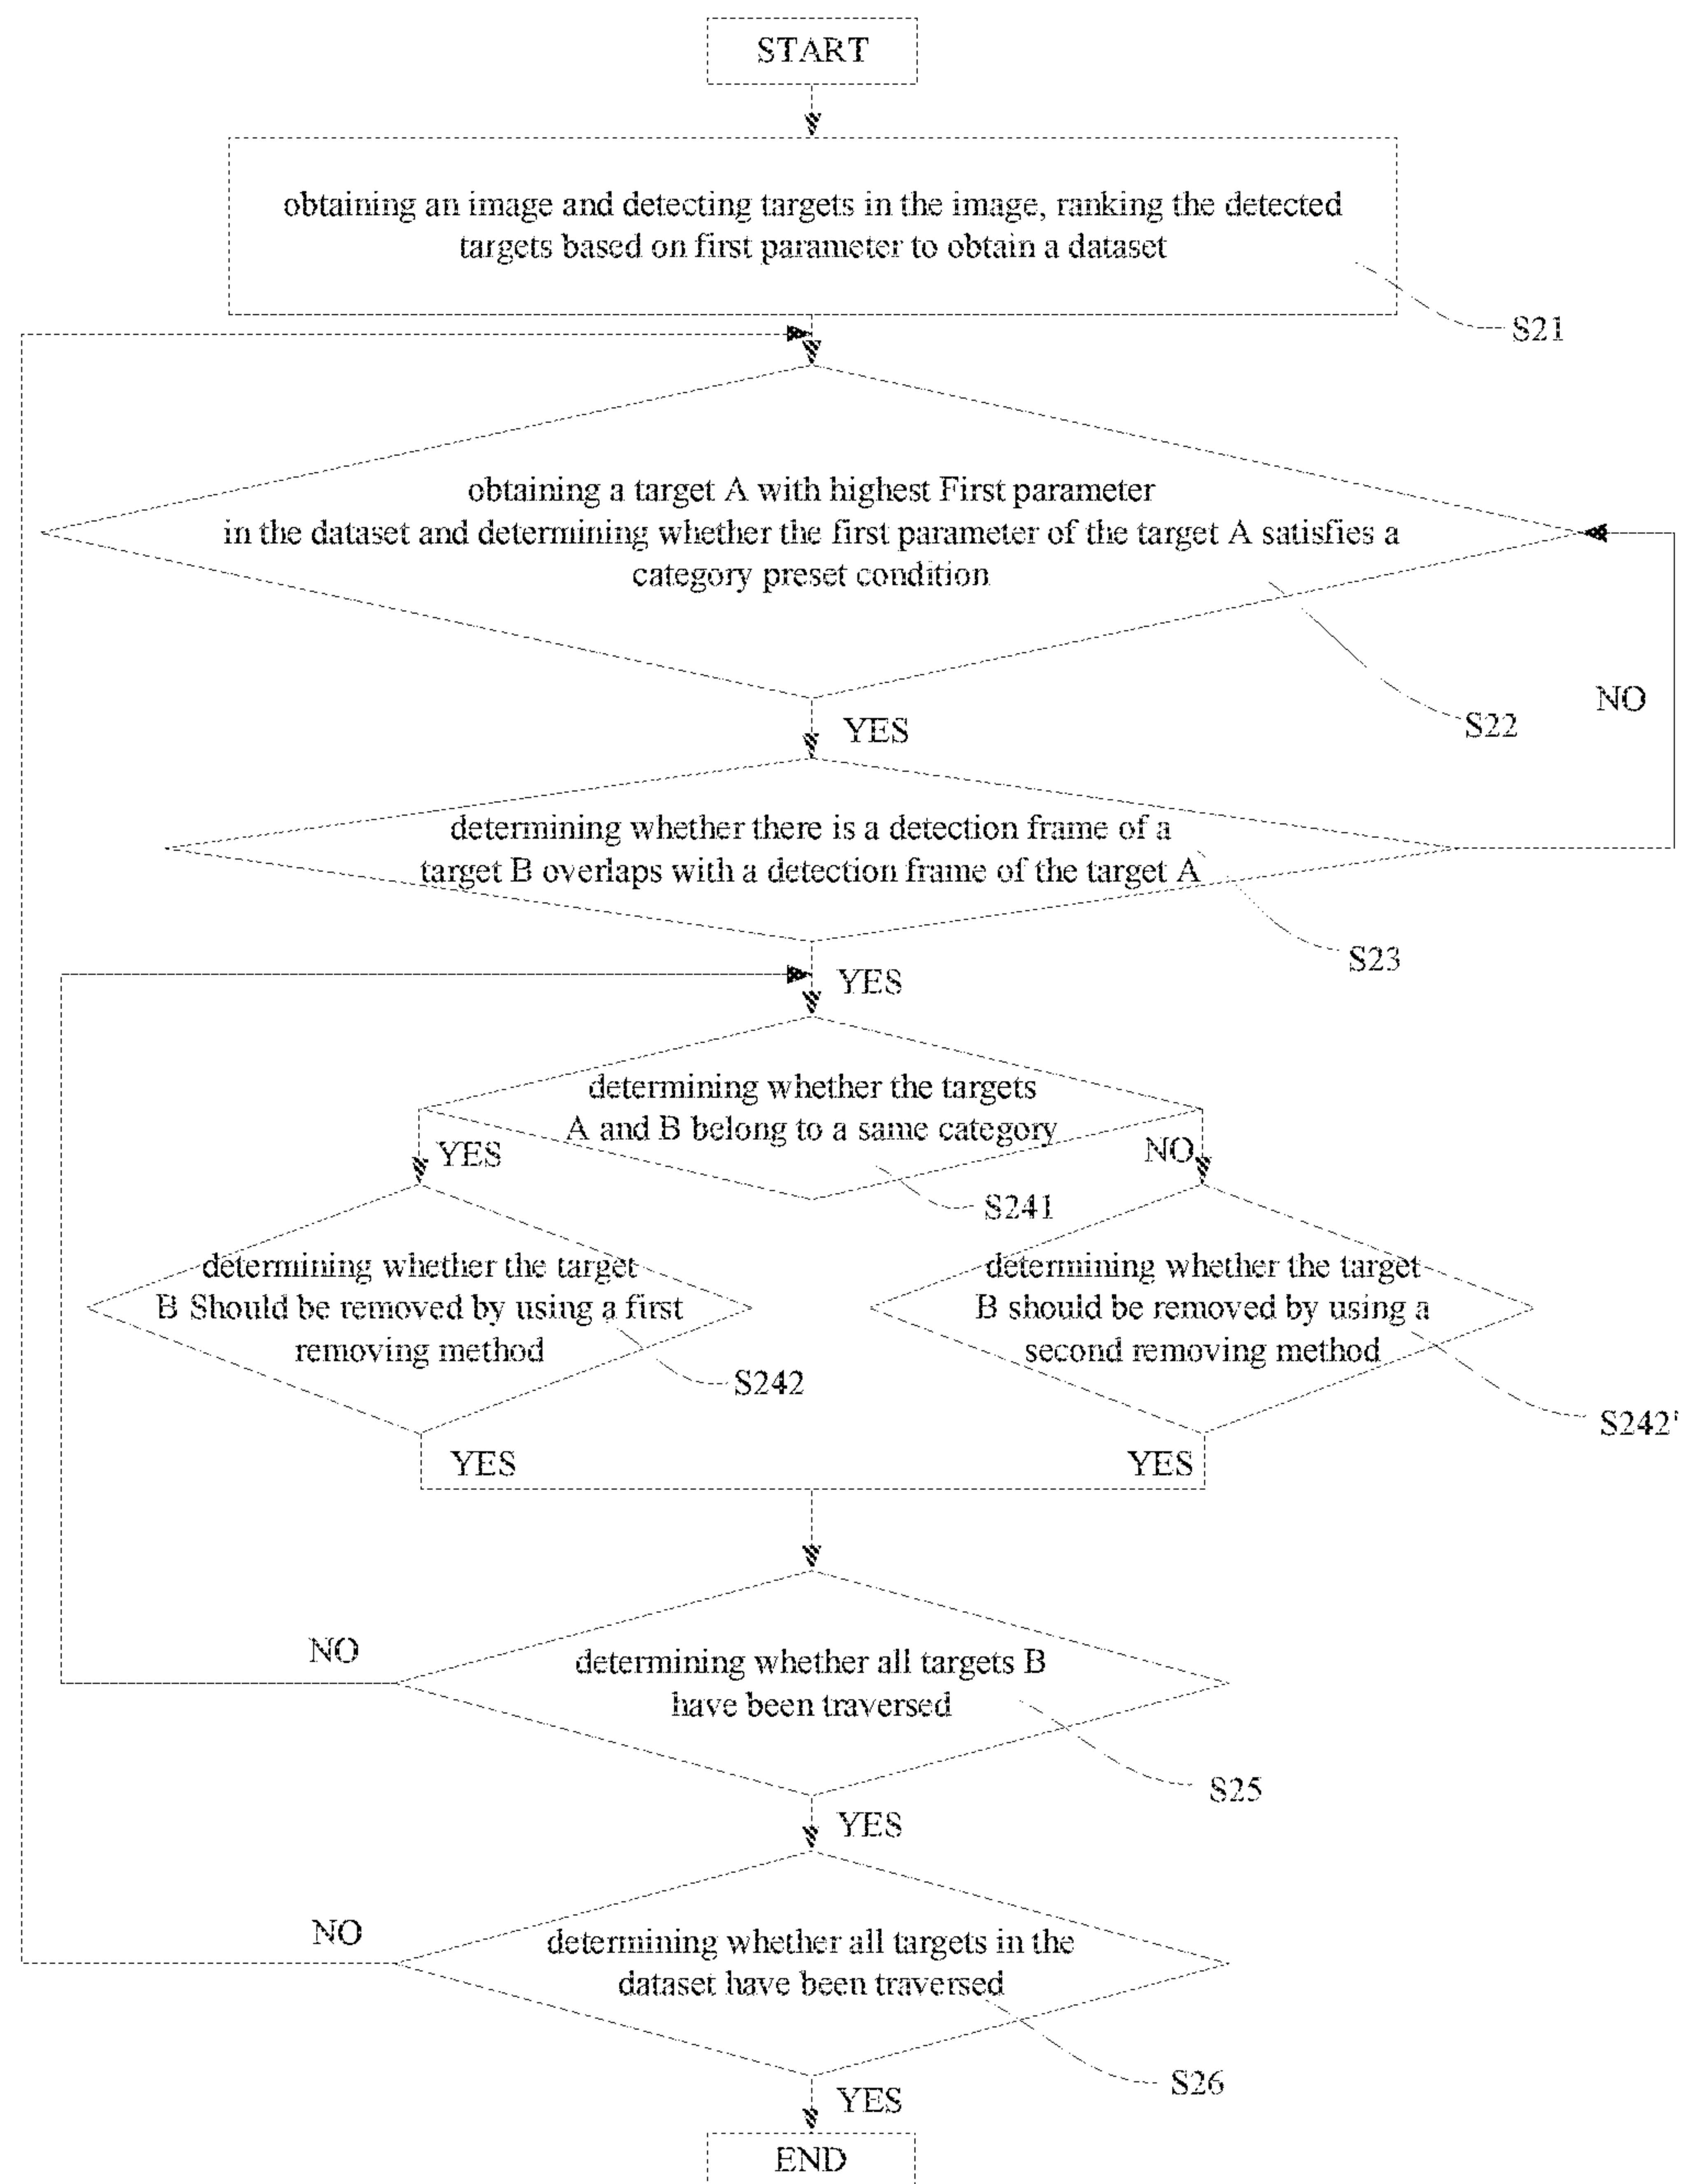 START
obtaining an image and detecting targets in the image, ranking the detected
targets based on first parameter to obtain a dataset
S21
obtaining a target A with highest First parameter
in the dataset and determining whether the first parameter of the target A satisfies a
category preset condition
NO
S22
YES
determining whether there is a detection frame of a
target B overlaps with a detection frame of the target A
S23
YES
determining whether the targets
A and B belong to a same category
YES
NO
S241
determining whether the target
B Should be removed by using a first
removing method
S242
determining whether the target
B should be removed by using a
second removing method
S242'
YES
YES
NO
determining whether all targets B
have been traversed
S25
YES
NO
determining whether all targets in the
dataset have been traversed
S26
YES
END